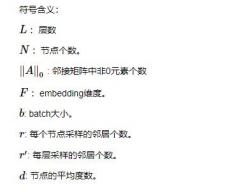 符号含义：
L： 层数
N： 节点个数。
‖A‖₀ ：邻接矩阵中非0元素个数
F： embedding维度。
b: batch大小。
r: 每个节点采样的邻居个数。
r′: 每层采样的邻居个数。
d: 节点的平均度数。